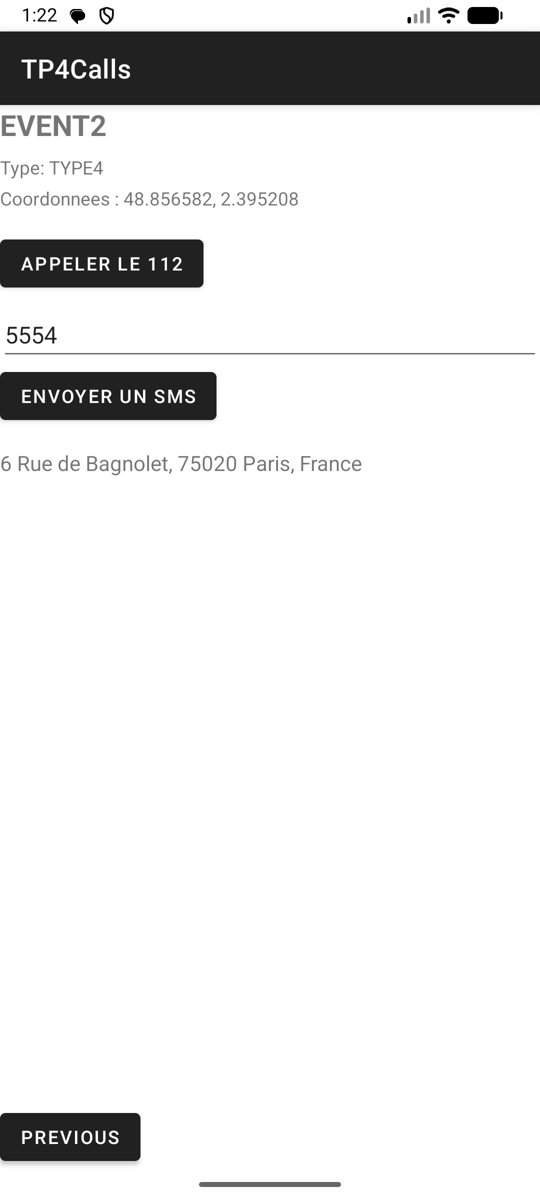 1:22
TP4Calls
EVENT2
Type: TYPE4
Coordonnees : 48.856582, 2.395208
APPELER LE 112
5554
ENVOYER UN SMS
6 Rue de Bagnolet, 75020 Paris, France
PREVIOUS